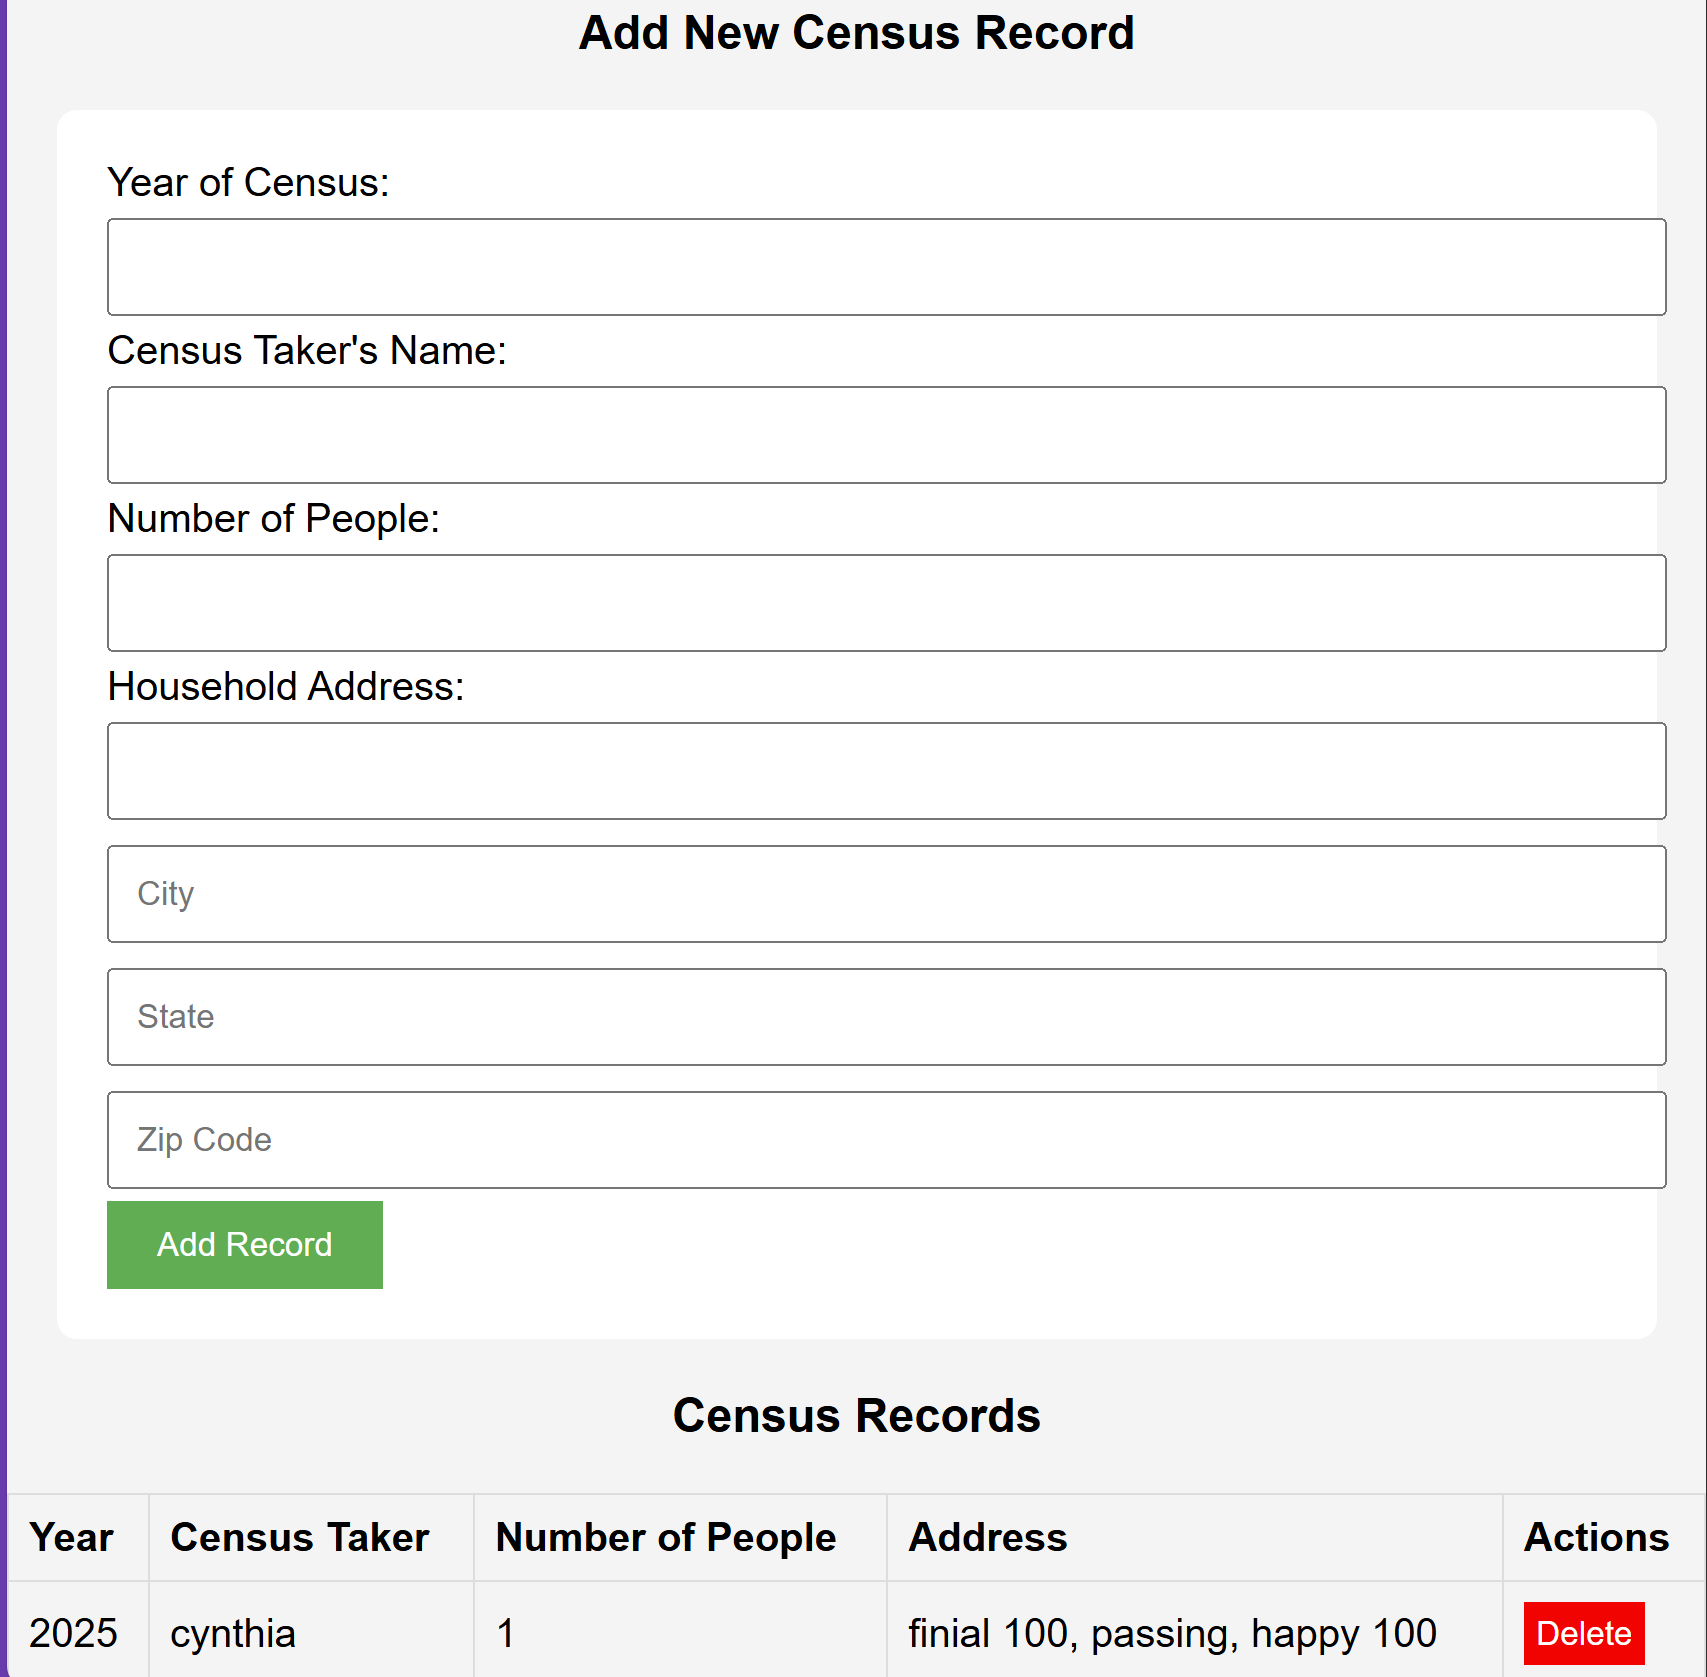 Add New Census Record
Year of Census:
Census Taker's Name:
Number of People:
Household Address:
City
State
Zip Code
Add Record
Census Records
Year Census Taker Number of People Address Actions
2025 cynthia 1 finial 100, passing, happy 100 Delete